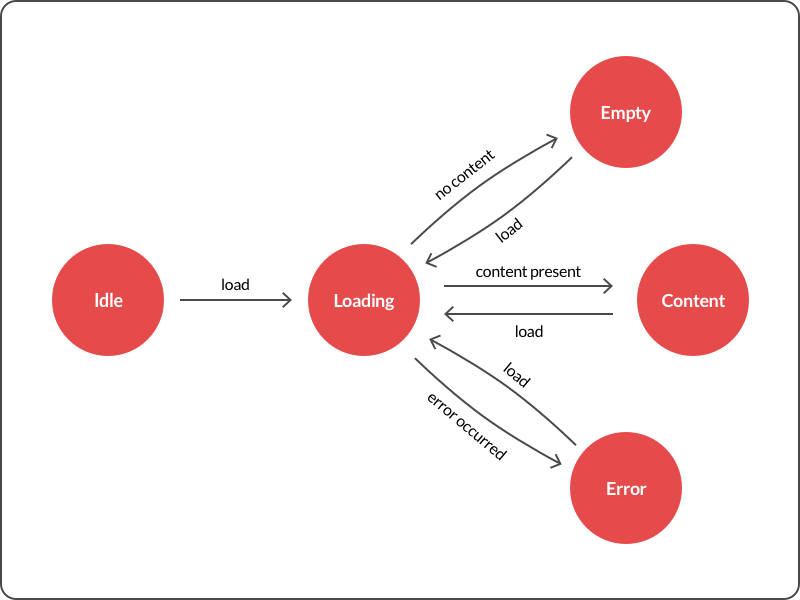 Empty
no content
load
content present
load
Idle
Loading
Content
load
load
error occurred
Error